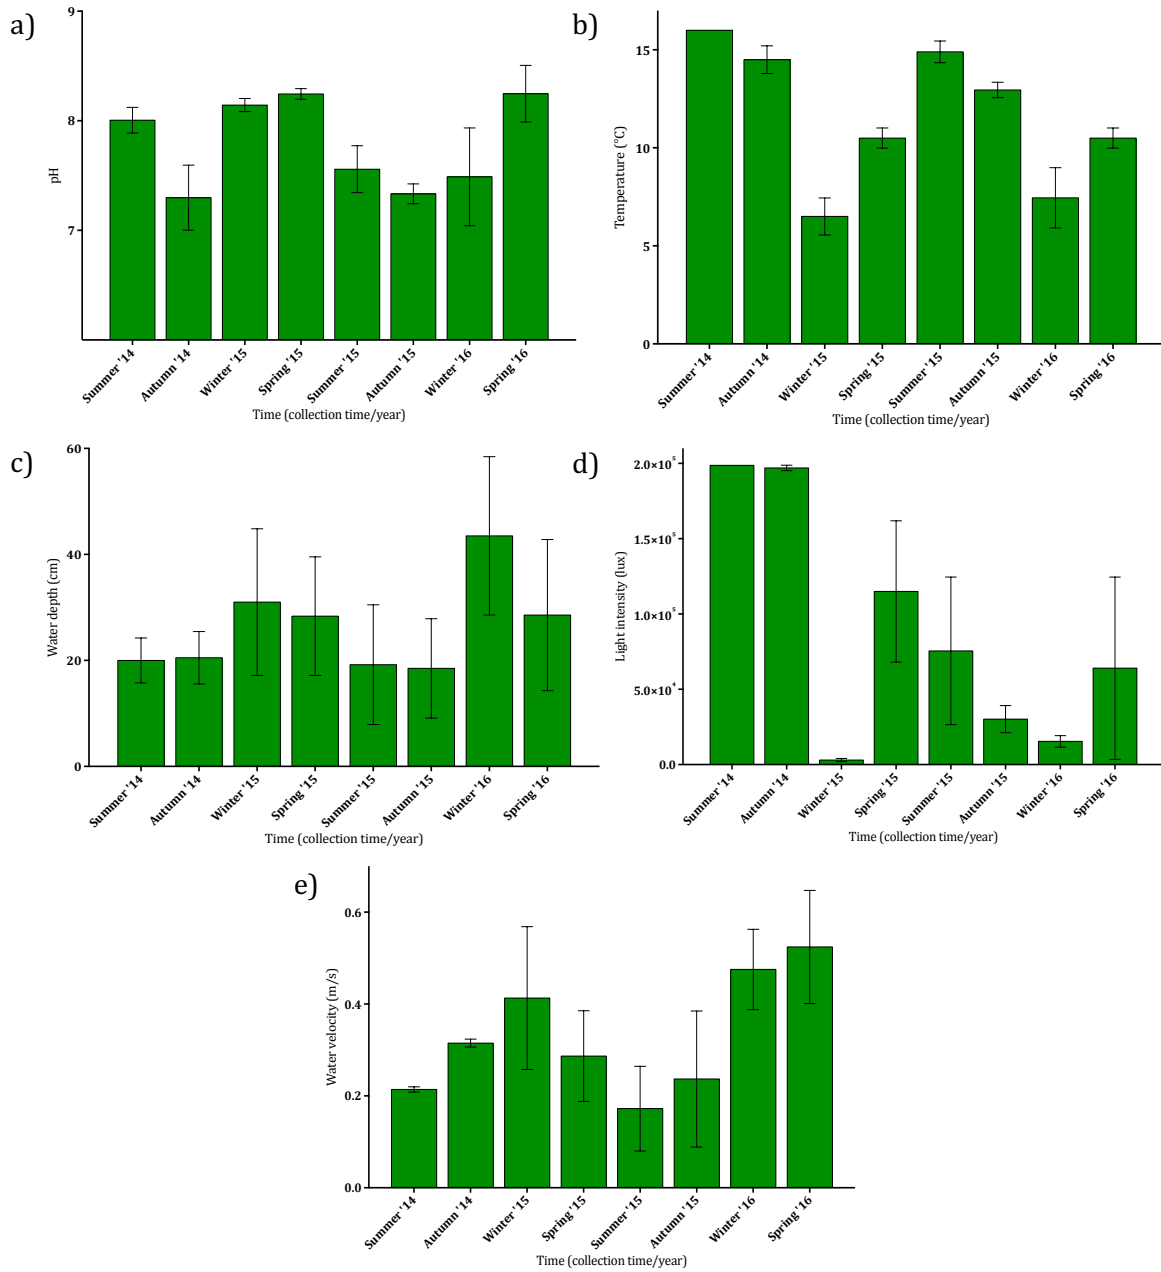 a)
9
8
7
pH
Summer '14
Autumn '14
Winter '15
Spring '15
Summer '15
Autumn '15
Winter '16
Spring '16
Time (collection time/year)
b)
15
10
5
0
Temperature (°C)
Summer '14
Autumn '14
Winter '15
Spring '15
Summer '15
Autumn '15
Winter '16
Spring '16
Time (collection time/year)
c)
60
40
20
0
Water depth (cm)
Summer '14
Autumn '14
Winter '15
Spring '15
Summer '15
Autumn '15
Winter '16
Spring '16
Time (collection time/year)
d)
2.0×10⁵
1.5×10⁵
1.0×10⁵
5.0×10⁴
0.0
Light intensity (lux)
Summer '14
Autumn '14
Winter '15
Spring '15
Summer '15
Autumn '15
Winter '16
Spring '16
Time (collection time/year)
e)
0.6
0.4
0.2
0.0
Water velocity (m/s)
Summer '14
Autumn '14
Winter '15
Spring '15
Summer '15
Autumn '15
Winter '16
Spring '16
Time (collection time/year)